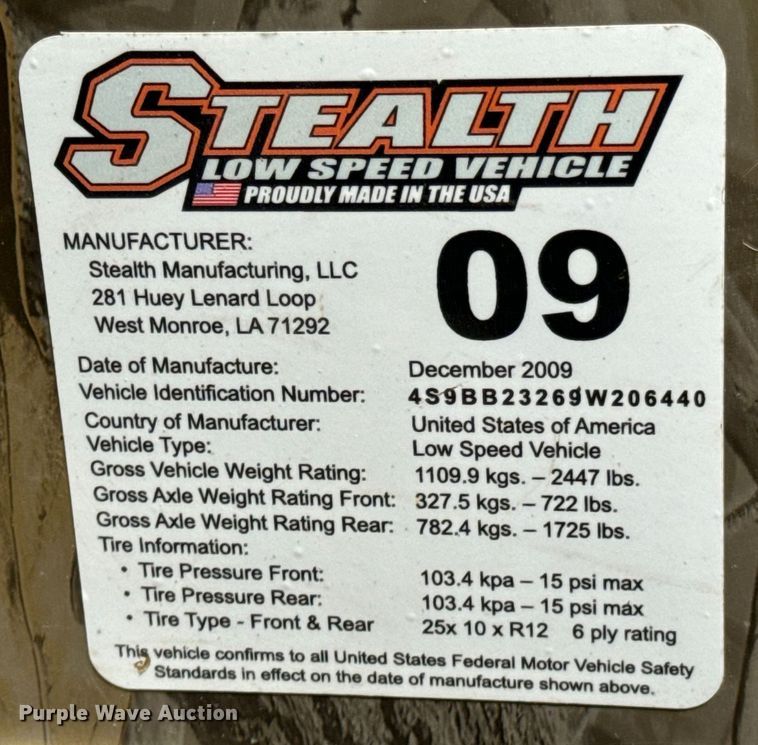 STEALTH
LOW SPEED VEHICLE
PROUDLY MADE IN THE USA
MANUFACTURER:
Stealth Manufacturing, LLC
281 Huey Lenard Loop
West Monroe, LA 71292
09
Date of Manufacture: December 2009
Vehicle Identification Number: 4S9BB23269W206440
Country of Manufacturer: United States of America
Vehicle Type: Low Speed Vehicle
Gross Vehicle Weight Rating: 1109.9 kgs. – 2447 lbs.
Gross Axle Weight Rating Front: 327.5 kgs. – 722 lbs.
Gross Axle Weight Rating Rear: 782.4 kgs. – 1725 lbs.
Tire Information:
• Tire Pressure Front: 103.4 kpa – 15 psi max
• Tire Pressure Rear: 103.4 kpa – 15 psi max
• Tire Type - Front & Rear 25x 10 x R12 6 ply rating
This vehicle confirms to all United States Federal Motor Vehicle Safety
Standards in effect on the date of manufacture shown above.
Purple Wave Auction